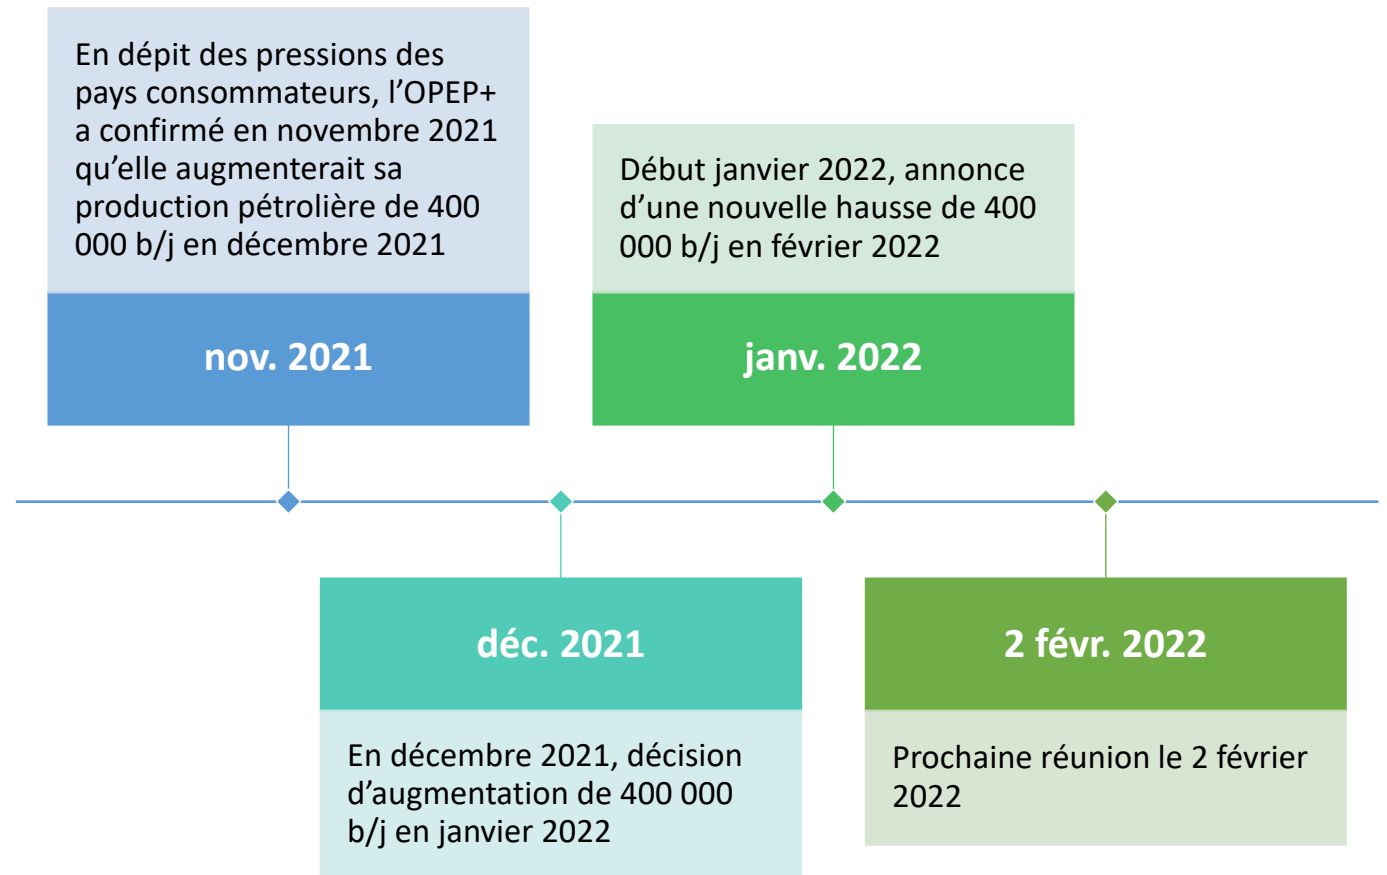 En dépit des pressions des
pays consommateurs, l’OPEP+
a confirmé en novembre 2021
qu’elle augmenterait sa
production pétrolière de 400
000 b/j en décembre 2021
nov. 2021
déc. 2021
En décembre 2021, décision
d’augmentation de 400 000
b/j en janvier 2022
Début janvier 2022, annonce
d’une nouvelle hausse de 400
000 b/j en février 2022
janv. 2022
2 févr. 2022
Prochaine réunion le 2 février
2022